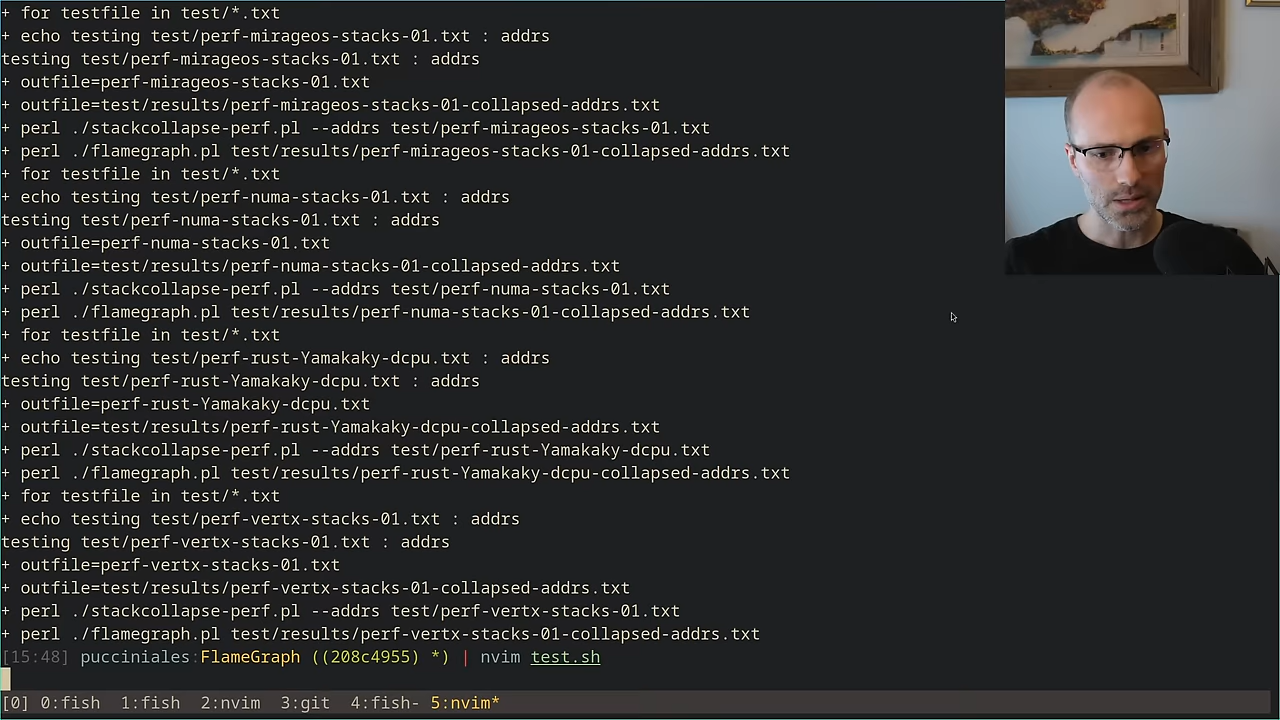 + for testfile in test/*.txt
+ echo testing test/perf-mirageos-stacks-01.txt : addrs
testing test/perf-mirageos-stacks-01.txt : addrs
+ outfile=perf-mirageos-stacks-01.txt
+ outfile=test/results/perf-mirageos-stacks-01-collapsed-addrs.txt
+ perl ./stackcollapse-perf.pl --addrs test/perf-mirageos-stacks-01.txt
+ perl ./flamegraph.pl test/results/perf-mirageos-stacks-01-collapsed-addrs.txt
+ for testfile in test/*.txt
+ echo testing test/perf-numa-stacks-01.txt : addrs
testing test/perf-numa-stacks-01.txt : addrs
+ outfile=perf-numa-stacks-01.txt
+ outfile=test/results/perf-numa-stacks-01-collapsed-addrs.txt
+ perl ./stackcollapse-perf.pl --addrs test/perf-numa-stacks-01.txt
+ perl ./flamegraph.pl test/results/perf-numa-stacks-01-collapsed-addrs.txt
+ for testfile in test/*.txt
+ echo testing test/perf-rust-Yamakaky-dcpu.txt : addrs
testing test/perf-rust-Yamakaky-dcpu.txt : addrs
+ outfile=perf-rust-Yamakaky-dcpu.txt
+ outfile=test/results/perf-rust-Yamakaky-dcpu-collapsed-addrs.txt
+ perl ./stackcollapse-perf.pl --addrs test/perf-rust-Yamakaky-dcpu.txt
+ perl ./flamegraph.pl test/results/perf-rust-Yamakaky-dcpu-collapsed-addrs.txt
+ for testfile in test/*.txt
+ echo testing test/perf-vertx-stacks-01.txt : addrs
testing test/perf-vertx-stacks-01.txt : addrs
+ outfile=perf-vertx-stacks-01.txt
+ outfile=test/results/perf-vertx-stacks-01-collapsed-addrs.txt
+ perl ./stackcollapse-perf.pl --addrs test/perf-vertx-stacks-01.txt
+ perl ./flamegraph.pl test/results/perf-vertx-stacks-01-collapsed-addrs.txt
[15:48] pucciniales:FlameGraph ((208c4955) *) | nvim test.sh
[0] 0:fish 1:fish 2:nvim 3:git 4:fish- 5:nvim*